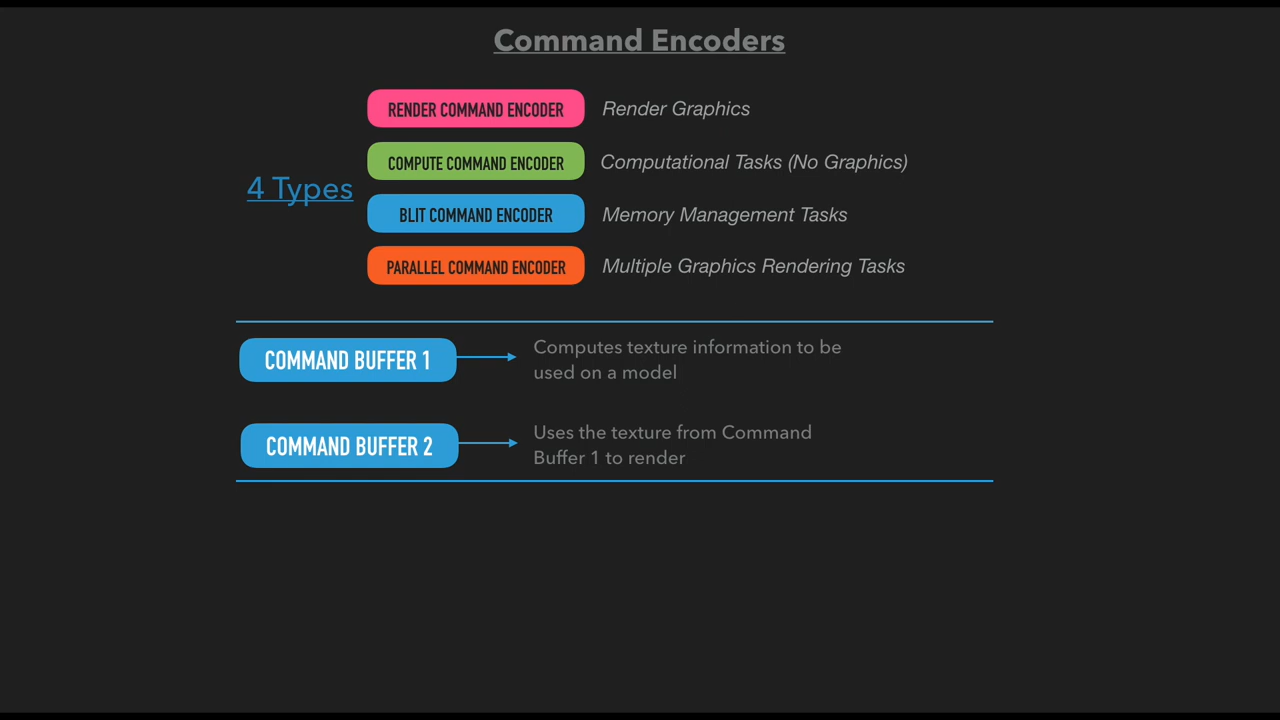 Command Encoders
4 Types
RENDER COMMAND ENCODER Render Graphics
COMPUTE COMMAND ENCODER Computational Tasks (No Graphics)
BLIT COMMAND ENCODER Memory Management Tasks
PARALLEL COMMAND ENCODER Multiple Graphics Rendering Tasks
COMMAND BUFFER 1
Computes texture information to be
used on a model
COMMAND BUFFER 2
Uses the texture from Command
Buffer 1 to render